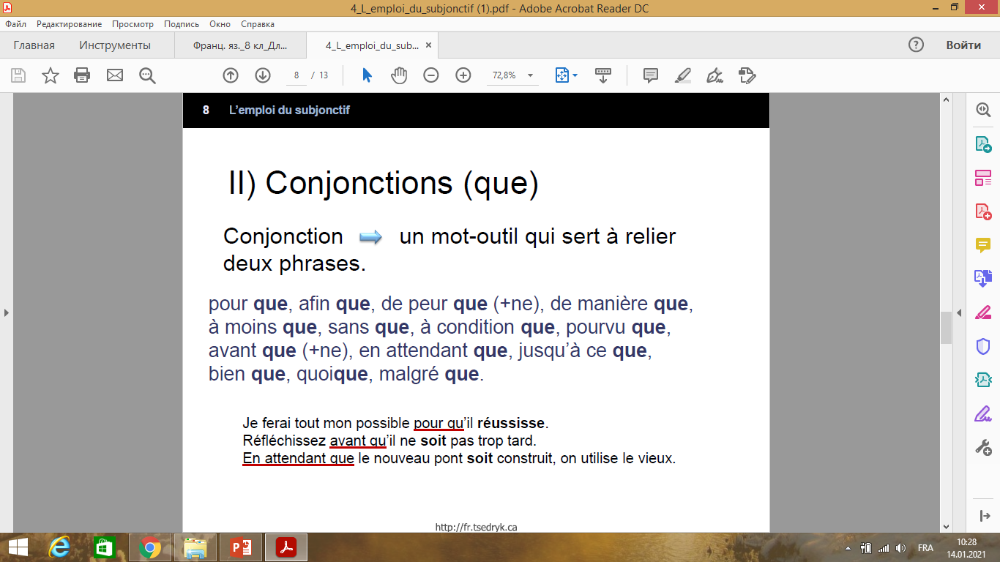 4_L_emploi_du_subjonctif (1).pdf - Adobe Acrobat Reader DC
Файл Редактирование Просмотр Подпись Окно Справка
Главная Инструменты Франц. яз._8 кл_Дл... 4_L_emploi_du_sub... × Войти
8 / 13 72,8%
8 L'emploi du subjonctif
II) Conjonctions (que)
Conjonction un mot-outil qui sert à relier
deux phrases.
pour que, afin que, de peur que (+ne), de manière que,
à moins que, sans que, à condition que, pourvu que,
avant que (+ne), en attendant que, jusqu'à ce que,
bien que, quoique, malgré que.
Je ferai tout mon possible pour qu'il réussisse.
Réfléchissez avant qu'il ne soit pas trop tard.
En attendant que le nouveau pont soit construit, on utilise le vieux.
http://fr.tsedryk.ca
FRA 10:28
14.01.2021